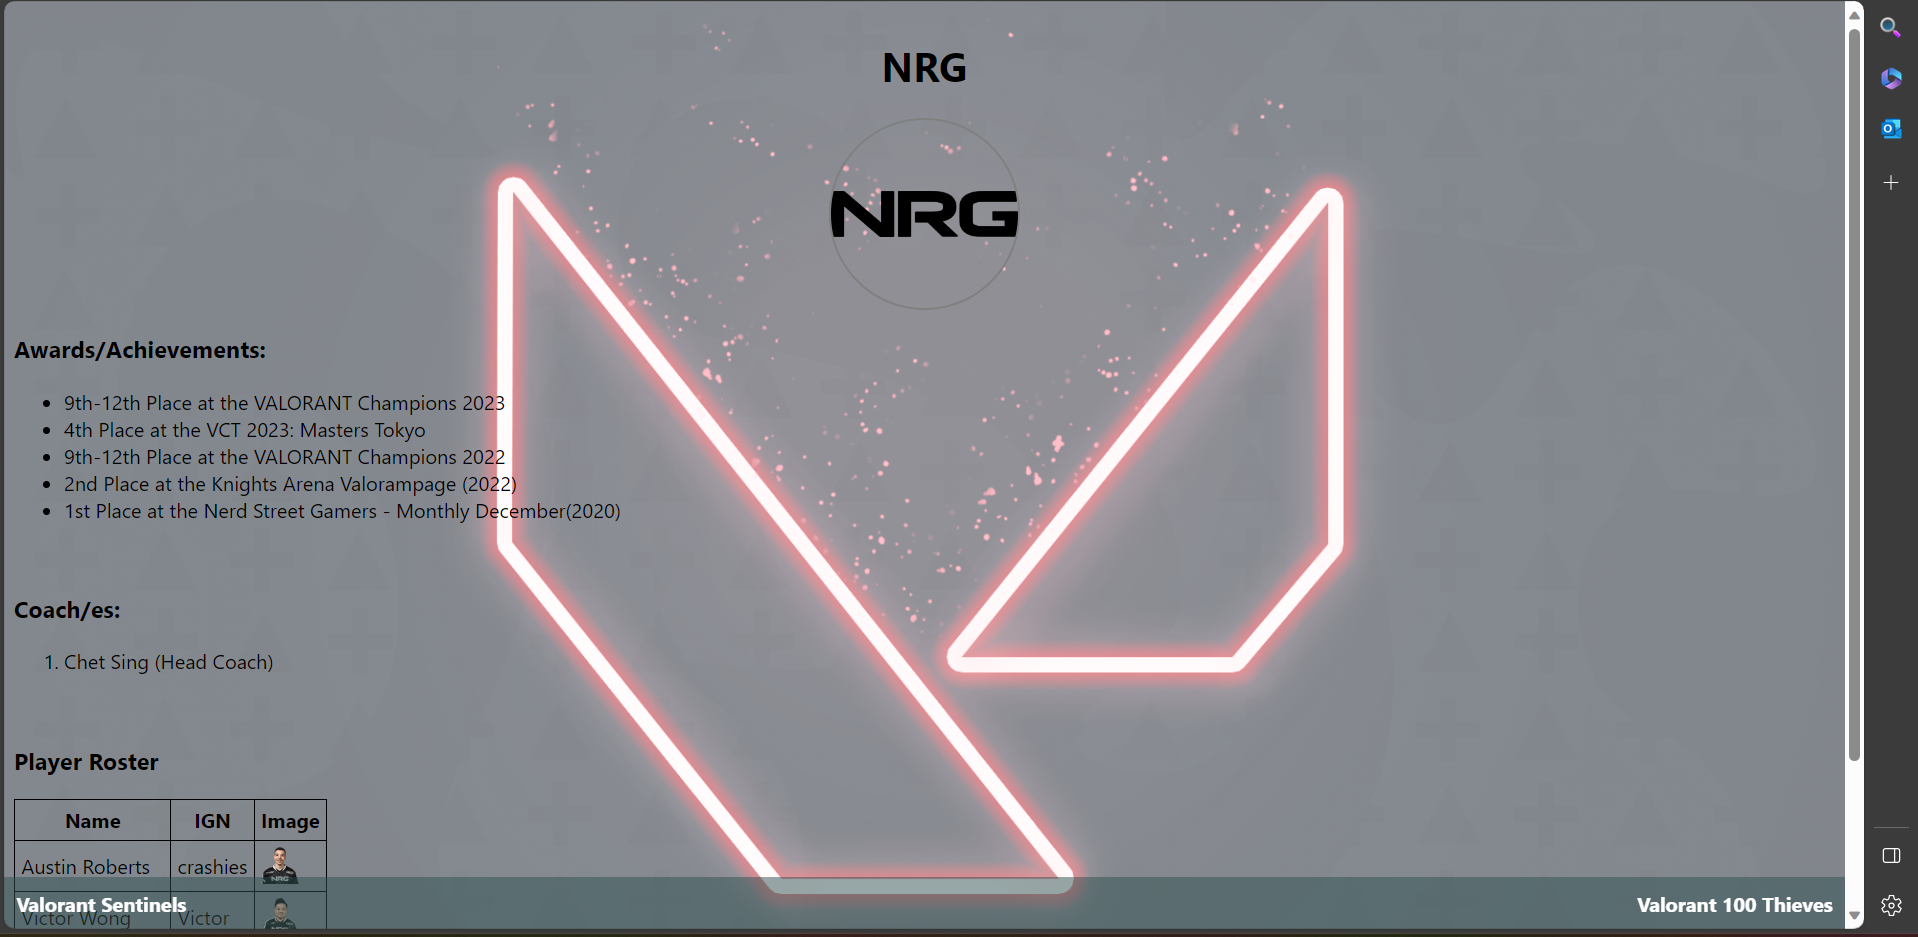 NRG
NRG
Awards/Achievements:
• 9th-12th Place at the VALORANT Champions 2023
• 4th Place at the VCT 2023: Masters Tokyo
• 9th-12th Place at the VALORANT Champions 2022
• 2nd Place at the Knights Arena Valorampage (2022)
• 1st Place at the Nerd Street Gamers - Monthly December(2020)
Coach/es:
1. Chet Sing (Head Coach)
Player Roster
Name IGN Image
Austin Roberts crashies NRG
Victor Wong Victor
Valorant Sentinels Valorant 100 Thieves